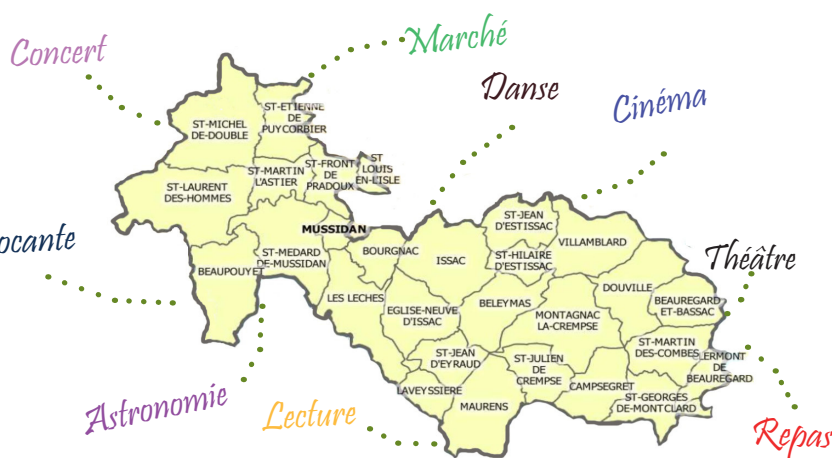 Concert
Marché
Danse
Cinéma
ST-MICHEL
DE-DOUBLE
ST-ETIENNE
DE
PUYCORBIER
ST-LAURENT
DES-HOMMES
ST-MARTIN
L'ASTIER
ST-FRONT
DE
PRADOUX
ST
LOUIS
EN-L'ISLE
ocante
MUSSIDAN
BEAUPOUYET
ST-MEDARD
DE-MUSSIDAN
BOURGNAC
ISSAC
ST-JEAN
D'ESTISSAC
VILLAMBLARD
ST-HILAIRE
D'ESTISSAC
Théâtre
LES LECHES
EGLISE-NEUVE
D'ISSAC
BELEYMAS
DOUVILLE
MONTAGNAC
LA-CREMPSE
BEAUREGARD
ET-BASSAC
ST-JEAN
D'EYRAUD
ST-JULIEN
DE
CREMPSE
ST-MARTIN
DES-COMBES
CLERMONT
DE
BEAUREGARD
LAVEYSSIERE
MAURENS
CAMPSEGRET
ST-GEORGES
DE-MONTCLARD
Astronomie
Lecture
Repas